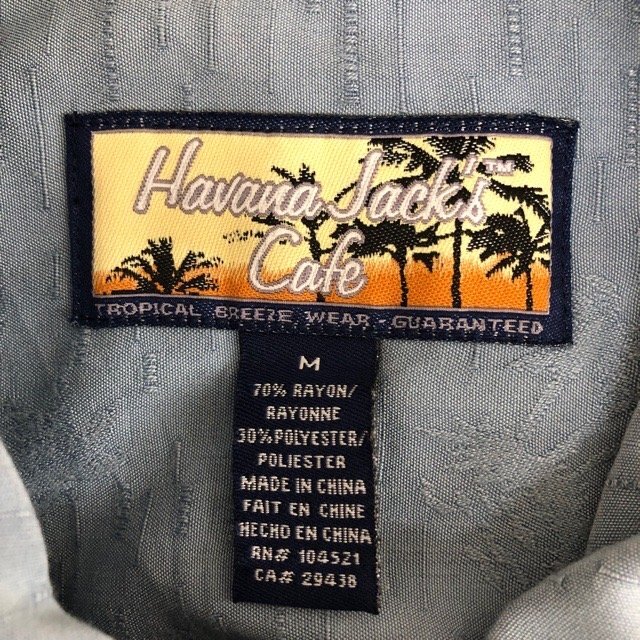 Havana Jack's™
Cafe
TROPICAL BREEZE WEAR - GUARANTEED
M
70% RAYON/
RAYONNE
30% POLYESTER/
POLIESTER
MADE IN CHINA
FAIT EN CHINE
HECHO EN CHINA
RN# 104521
CA# 29438